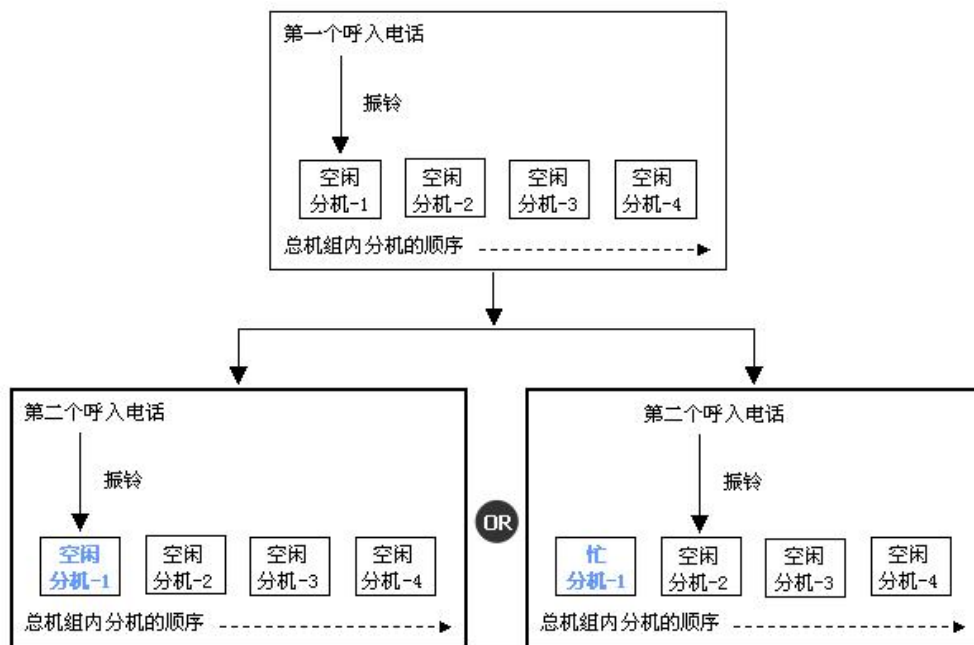 第一个呼入电话
振铃
空闲 空闲 空闲 空闲
分机-1 分机-2 分机-3 分机-4
总机组内分机的顺序
第二个呼入电话
振铃
空闲 空闲 空闲 空闲
分机-1 分机-2 分机-3 分机-4
总机组内分机的顺序
OR
第二个呼入电话
振铃
忙 空闲 空闲 空闲
分机-1 分机-2 分机-3 分机-4
总机组内分机的顺序